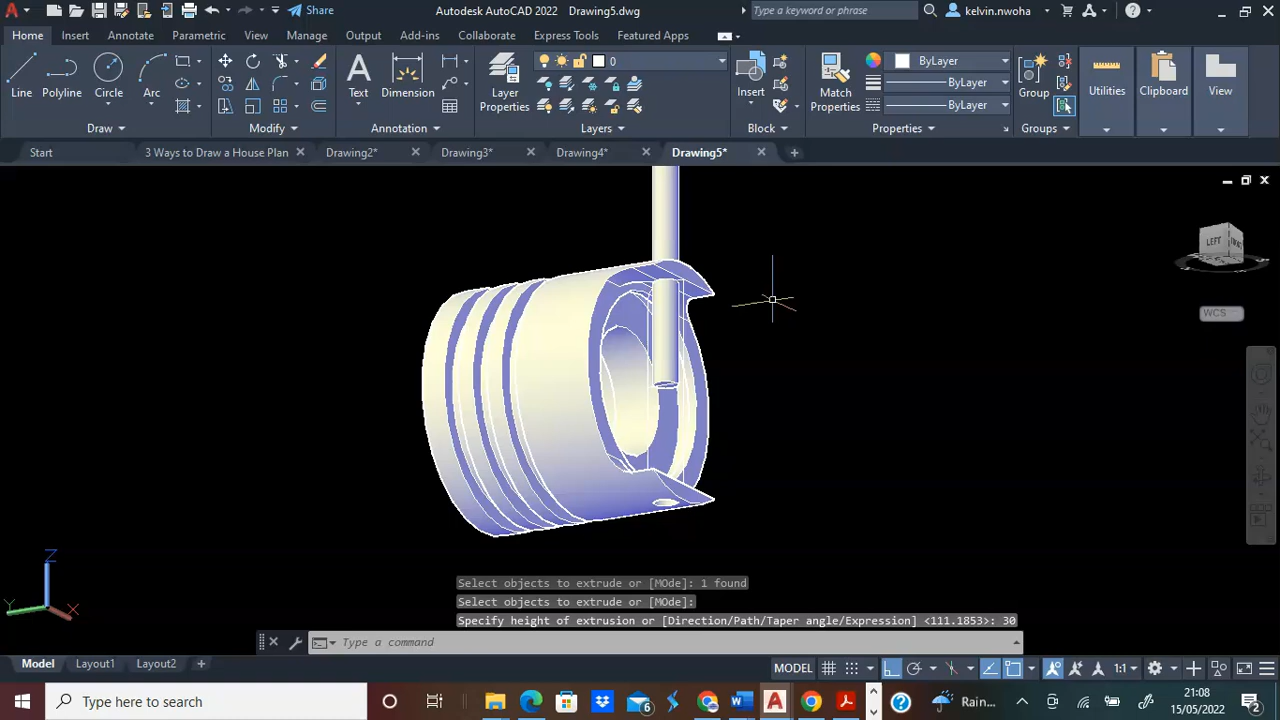 Share
Autodesk AutoCAD 2022 Drawing5.dwg
Type a keyword or phrase
kelvin.nwoha
Home Insert Annotate Parametric View Manage Output Add-ins Collaborate Express Tools Featured Apps
Line Polyline Circle Arc
Text Dimension
Layer Properties
0
Insert
Match Properties
ByLayer
ByLayer
ByLayer
Group
Utilities Clipboard View
Draw Modify Annotation Layers Block Properties Groups
Start 3 Ways to Draw a House Plan Drawing2* Drawing3* Drawing4* Drawing5*
LEFT
WCS
Z
Y
X
Select objects to extrude or [MOde]: 1 found
Select objects to extrude or [MOde]:
Specify height of extrusion or [Direction/Path/Taper angle/Expression] <111.1853>: 30
Type a command
Model Layout1 Layout2
MODEL 1:1
Type here to search
6
Rain...
21:08
15/05/2022